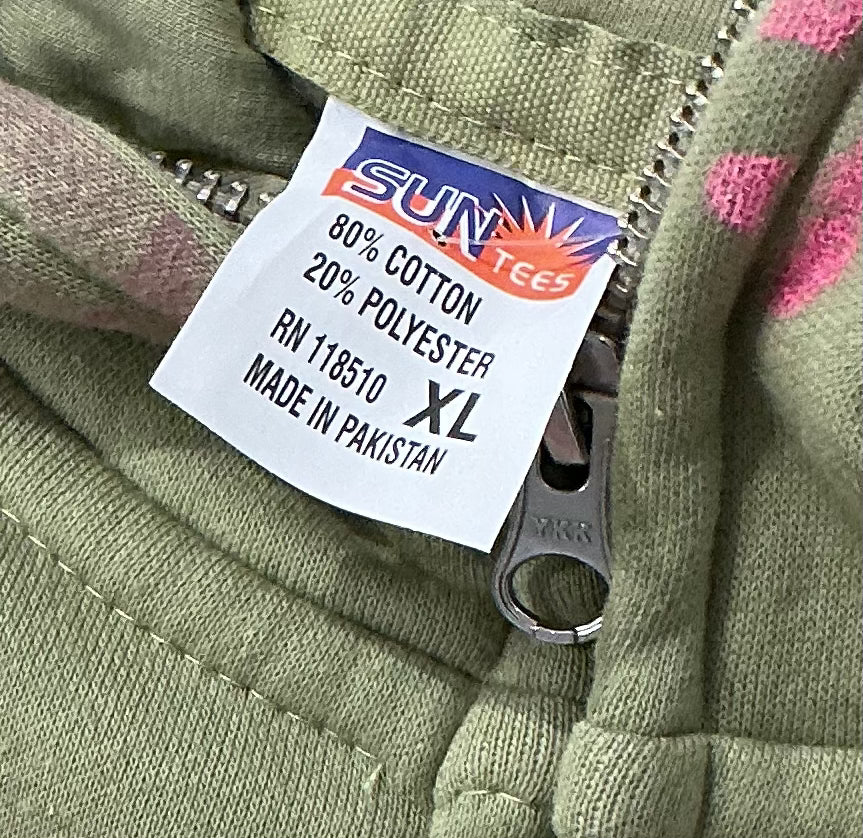 SUN
TEES
80% COTTON
20% POLYESTER
RN 118510
XL
MADE IN PAKISTAN
YKK